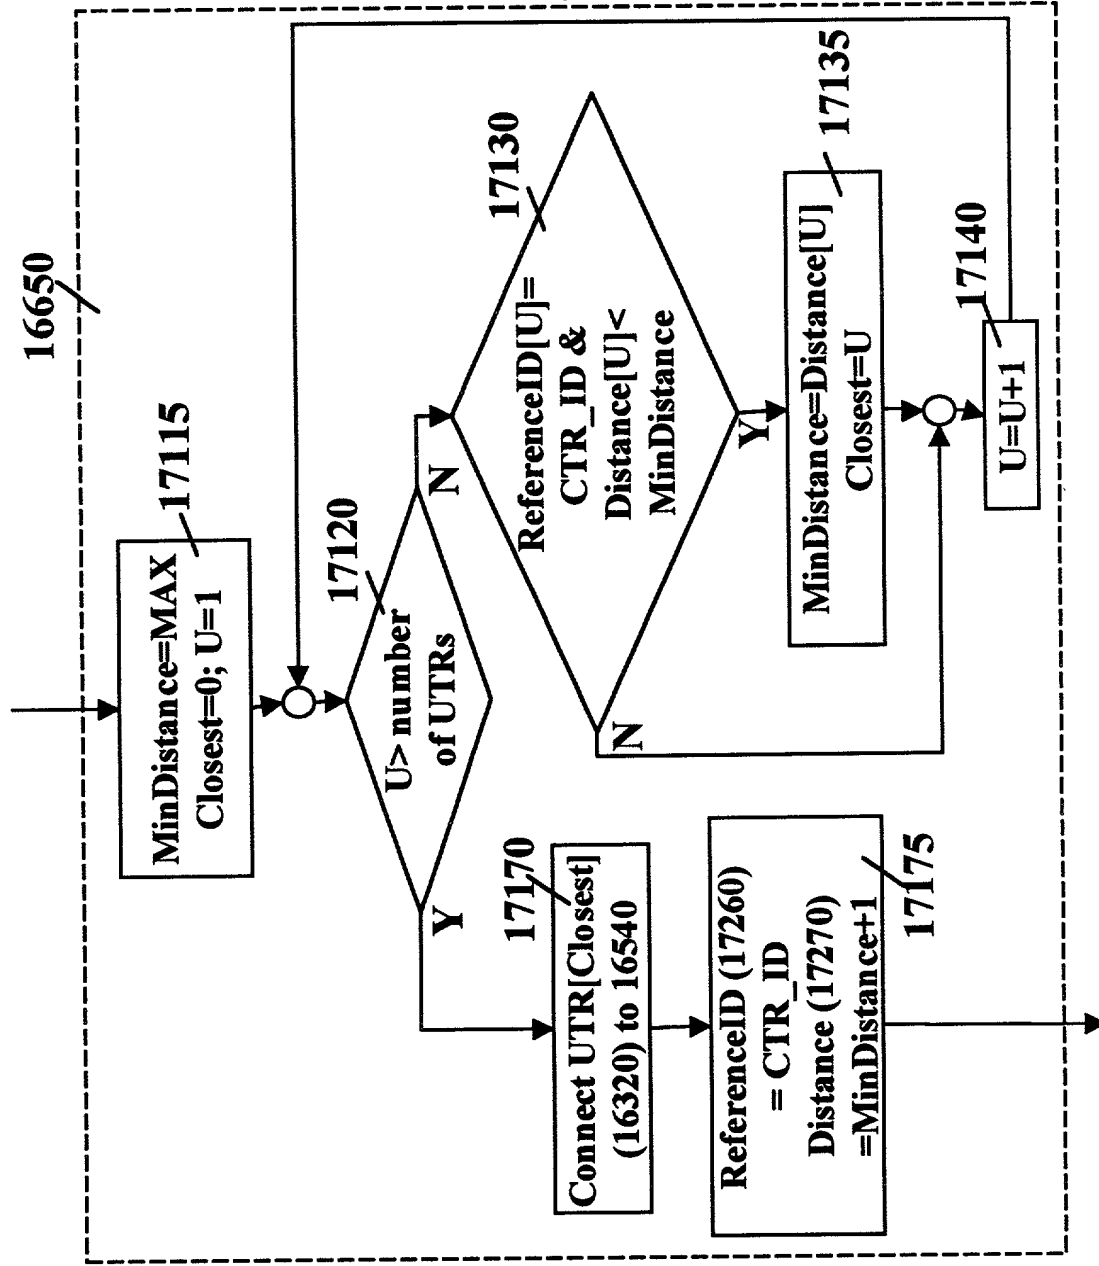 16650
17115
MinDistance=MAX
Closest=0; U=1
17120
U> number
of UTRs
N
Y
17130
ReferenceID[U]=
CTR_ID &
Distance[U]<
MinDistance
N
Y
17135
MinDistance=Distance[U]
Closest=U
17140
U=U+1
17170
Connect UTR[Closest]
(16320) to 16540
17175
ReferenceID (17260)
= CTR_ID
Distance (17270)
=MinDistance+1